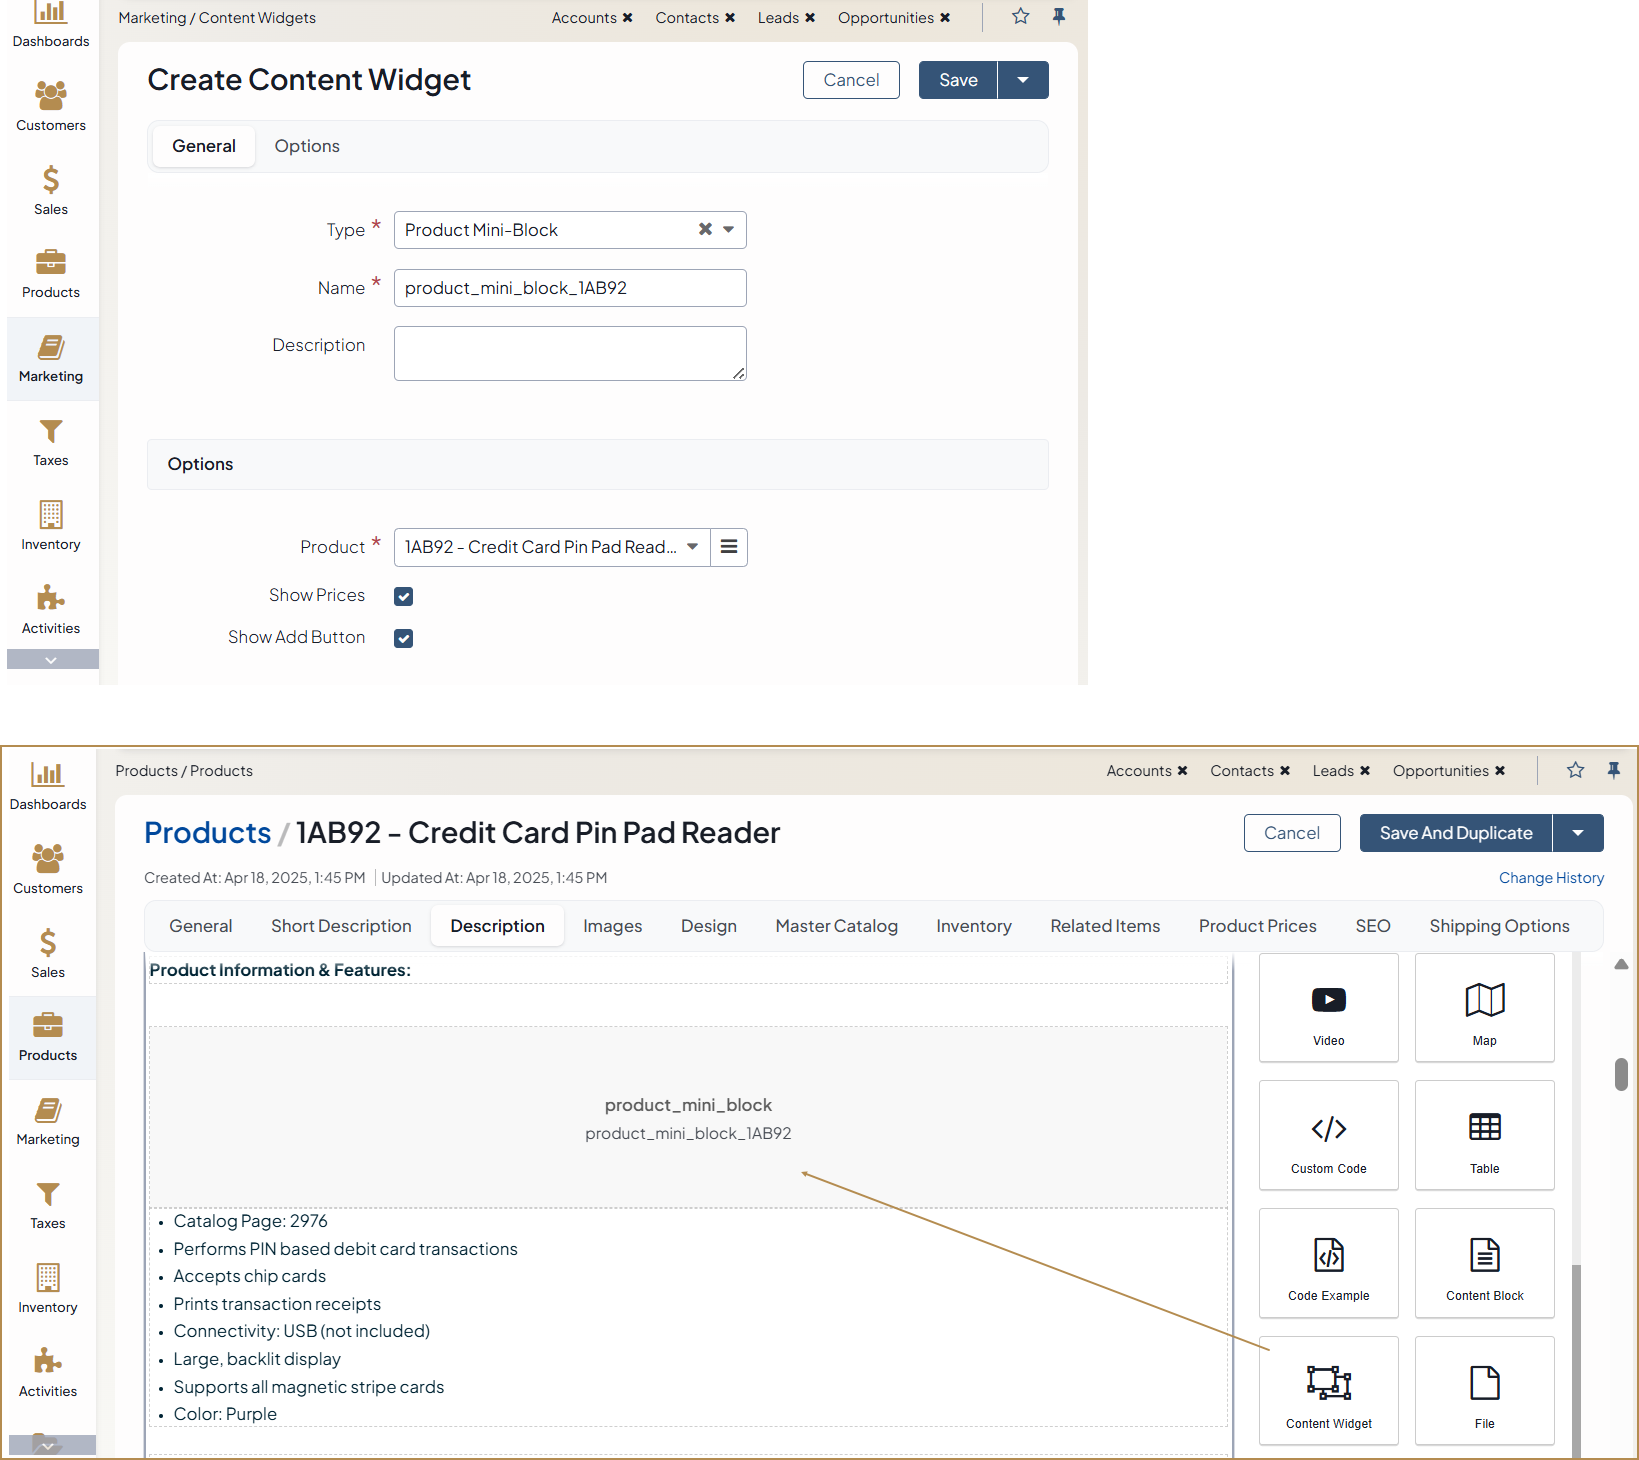 Marketing / Content Widgets
Accounts ✖ Contacts ✖ Leads ✖ Opportunities ✖
Dashboards
Customers
Sales
Products
Marketing
Taxes
Inventory
Activities
Create Content Widget
Cancel
Save
General
Options
Type *
Product Mini-Block
Name *
product_mini_block_1AB92
Description
Options
Product *
1AB92 - Credit Card Pin Pad Read...
Show Prices
Show Add Button
Products / Products
Accounts ✖ Contacts ✖ Leads ✖ Opportunities ✖
Dashboards
Customers
Sales
Products
Marketing
Taxes
Inventory
Activities
Products / 1AB92 - Credit Card Pin Pad Reader
Cancel
Save And Duplicate
Created At: Apr 18, 2025, 1:45 PM | Updated At: Apr 18, 2025, 1:45 PM
Change History
General Short Description Description Images Design Master Catalog Inventory Related Items Product Prices SEO Shipping Options
Product Information & Features:
product_mini_block
product_mini_block_1AB92
• Catalog Page: 2976
• Performs PIN based debit card transactions
• Accepts chip cards
• Prints transaction receipts
• Connectivity: USB (not included)
• Large, backlit display
• Supports all magnetic stripe cards
• Color: Purple
Video
Map
Custom Code
Table
Code Example
Content Block
Content Widget
File